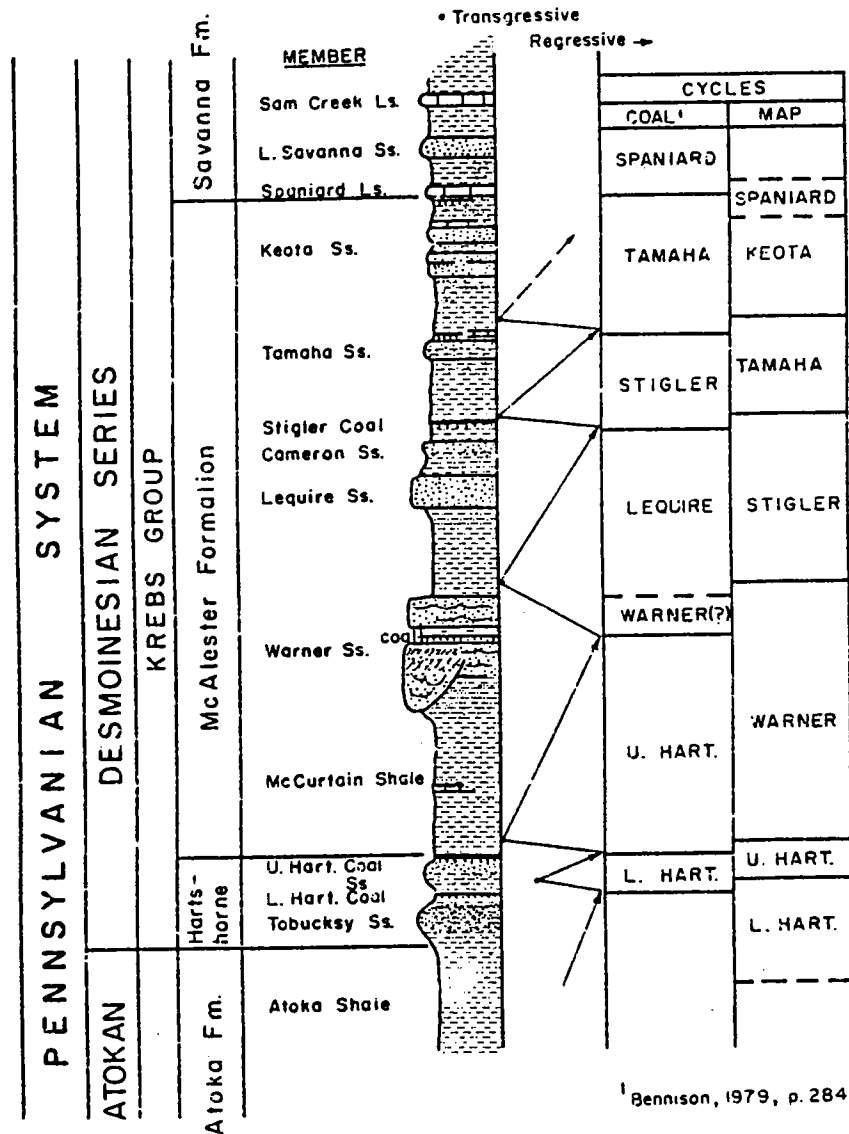 • Transgressive
Regressive →
MEMBER
CYCLES
COAL¹
MAP
PENNSYLVANIAN SYSTEM
DESMOINESIAN SERIES
ATOKAN
KREBS GROUP
Savanna Fm.
McAlester Formation
Harts-
horne
Atoka Fm.
Sam Creek Ls.
L. Savanna Ss.
Spaniard Ls.
Keota Ss.
Tamaha Ss.
Stigler Coal
Cameron Ss.
Lequire Ss.
coal
Warner Ss.
McCurtain Shale
U. Hart. Coal
Ss
L. Hart. Coal
Tobucksy Ss.
Atoka Shale
SPANIARD
TAMAHA
STIGLER
LEQUIRE
WARNER(?)
U. HART.
L. HART.
SPANIARD
KEOTA
TAMAHA
STIGLER
WARNER
U. HART.
L. HART.
¹ Bennison, 1979, p. 284